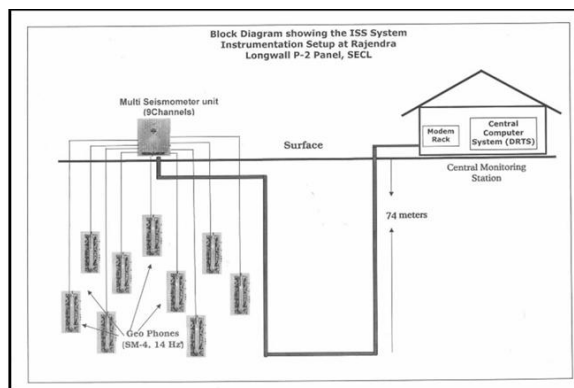 Block Diagram showing the ISS System
Instrumentation Setup at Rajendra
Longwall P-2 Panel, SECL
Multi Seismometer unit
(9Channels)
Surface
Modem
Rack
Central
Computer
System (DRTS)
Central Monitoring
Station
74 meters
Geo Phones
(SM-4, 14 Hz)